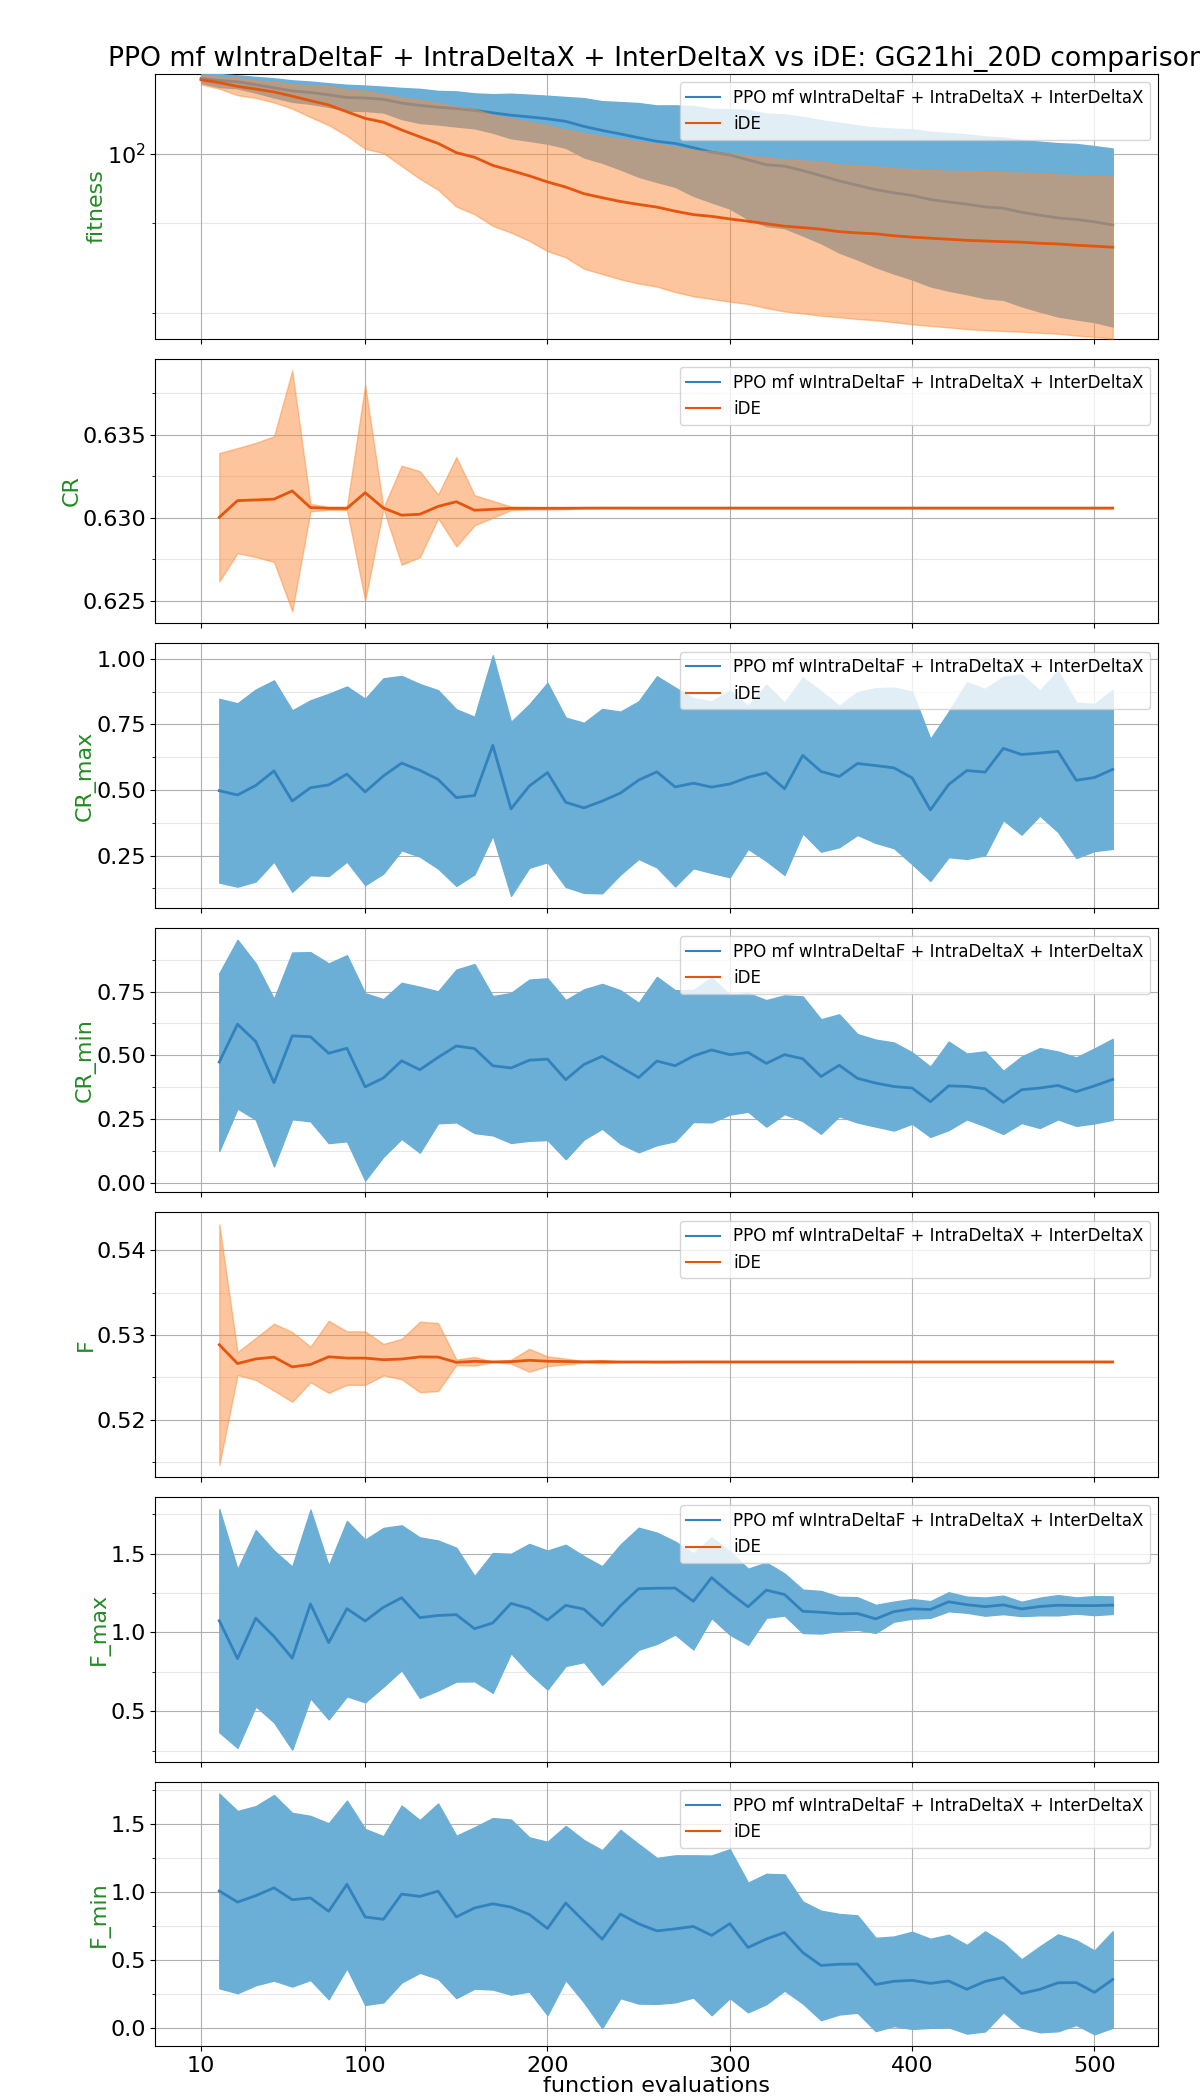 PPO mf wIntraDeltaF + IntraDeltaX + InterDeltaX vs iDE: GG21hi_20D comparison
PPO mf wIntraDeltaF + IntraDeltaX + InterDeltaX
iDE
10²
fitness
PPO mf wIntraDeltaF + IntraDeltaX + InterDeltaX
iDE
0.635
0.630
0.625
CR
PPO mf wIntraDeltaF + IntraDeltaX + InterDeltaX
iDE
1.00
0.75
0.50
0.25
CR_max
PPO mf wIntraDeltaF + IntraDeltaX + InterDeltaX
iDE
0.75
0.50
0.25
0.00
CR_min
PPO mf wIntraDeltaF + IntraDeltaX + InterDeltaX
iDE
0.54
0.53
0.52
F
PPO mf wIntraDeltaF + IntraDeltaX + InterDeltaX
iDE
1.5
1.0
0.5
F_max
PPO mf wIntraDeltaF + IntraDeltaX + InterDeltaX
iDE
1.5
1.0
0.5
0.0
F_min
10 100 200 300 400 500
function evaluations